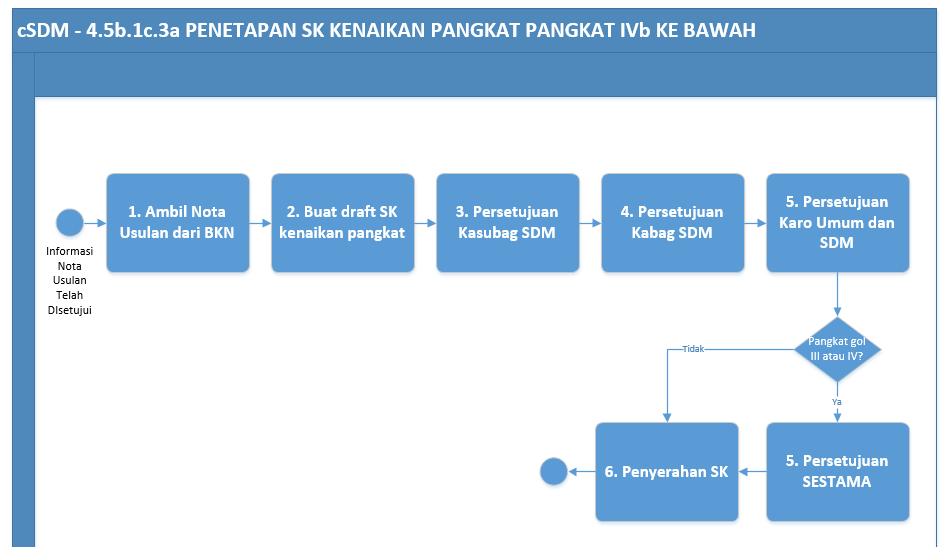 cSDM - 4.5b.1c.3a PENETAPAN SK KENAIKAN PANGKAT PANGKAT IVb KE BAWAH
Informasi
Nota
Usulan
Telah
DIsetujui
1. Ambil Nota
Usulan dari BKN
2. Buat draft SK
kenaikan pangkat
3. Persetujuan
Kasubag SDM
4. Persetujuan
Kabag SDM
5. Persetujuan
Karo Umum dan
SDM
Pangkat gol
III atau IV?
Tidak
Ya
5. Persetujuan
SESTAMA
6. Penyerahan SK